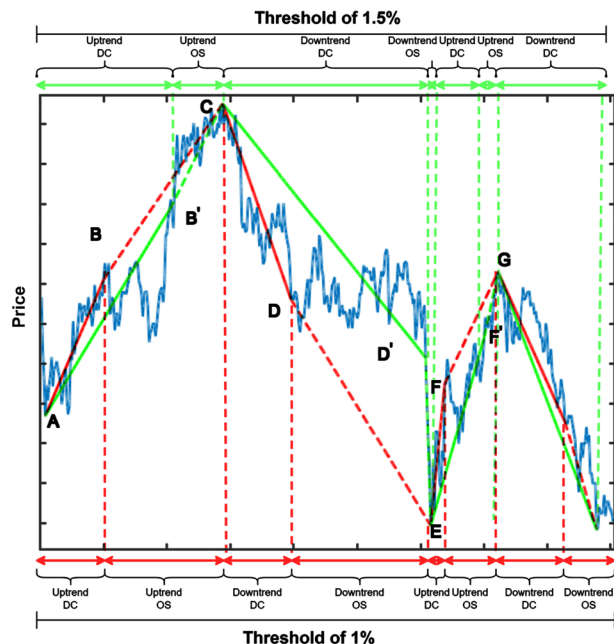 Threshold of 1.5%
Uptrend
DC
Uptrend
OS
Downtrend
DC
Downtrend
OS
Uptrend
DC
Uptrend
OS
Downtrend
DC
C
B
B'
G
Price
D
D'
F'
F
A
E
Uptrend
DC
Uptrend
OS
Downtrend
DC
Downtrend
OS
Uptrend
DC
Uptrend
OS
Downtrend
DC
Downtrend
OS
Threshold of 1%